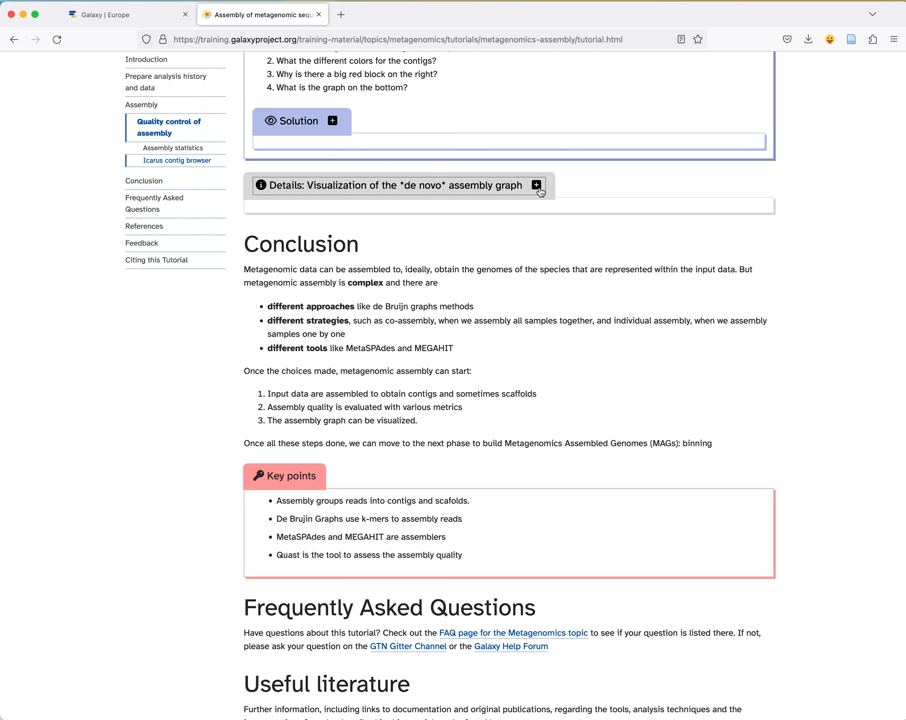 Galaxy | Europe
Assembly of metagenomic seq
https://training.galaxyproject.org/training-material/topics/metagenomics/tutorials/metagenomics-assembly/tutorial.html
Introduction
Prepare analysis history
and data
Assembly
Quality control of
assembly
Assembly statistics
Icarus contig browser
Conclusion
Frequently Asked
Questions
References
Feedback
Citing this Tutorial
2. What the different colors for the contigs?
3. Why is there a big red block on the right?
4. What is the graph on the bottom?
Solution
Details: Visualization of the *de novo* assembly graph
Conclusion
Metagenomic data can be assembled to, ideally, obtain the genomes of the species that are represented within the input data. But
metagenomic assembly is complex and there are
• different approaches like de Bruijn graphs methods
• different strategies, such as co-assembly, when we assembly all samples together, and individual assembly, when we assembly
samples one by one
• different tools like MetaSPAdes and MEGAHIT
Once the choices made, metagenomic assembly can start:
1. Input data are assembled to obtain contigs and sometimes scaffolds
2. Assembly quality is evaluated with various metrics
3. The assembly graph can be visualized.
Once all these steps done, we can move to the next phase to build Metagenomics Assembled Genomes (MAGs): binning
Key points
• Assembly groups reads into contigs and scafolds.
• De Brujin Graphs use k-mers to assembly reads
• MetaSPAdes and MEGAHIT are assemblers
• Quast is the tool to assess the assembly quality
Frequently Asked Questions
Have questions about this tutorial? Check out the FAQ page for the Metagenomics topic to see if your question is listed there. If not,
please ask your question on the GTN Gitter Channel or the Galaxy Help Forum
Useful literature
Further information, including links to documentation and original publications, regarding the tools, analysis techniques and the